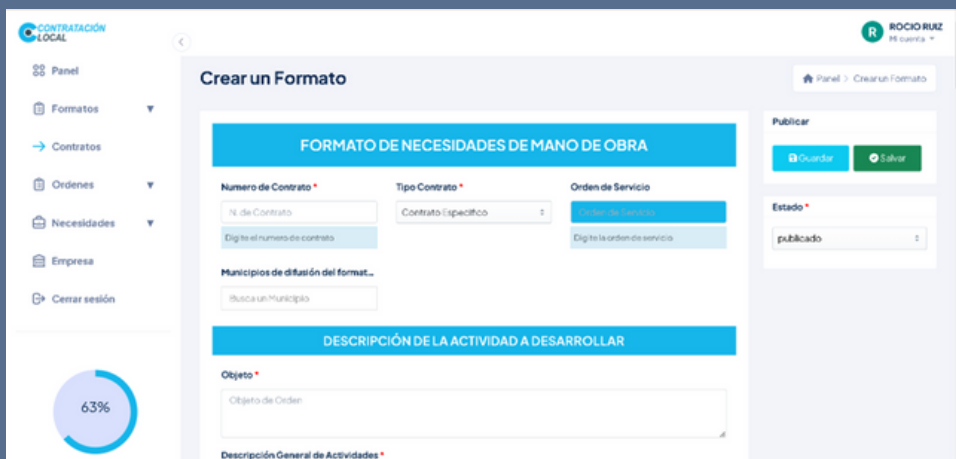 CONTRATACIÓN
LOCAL
R
ROCIO RUIZ
Mi cuenta
Panel
Formatos
Contratos
Ordenes
Necesidades
Empresa
Cerrar sesión
63%
Crear un Formato
Panel > Crear un Formato
FORMATO DE NECESIDADES DE MANO DE OBRA
Numero de Contrato *
N. de Contrato
Digite el numero de contrato
Tipo Contrato *
Contrato Especifico
Orden de Servicio
Orden de Servicio
Digite la orden de servicio
Municipios de difusión del format...
Busca un Municipio
DESCRIPCIÓN DE LA ACTIVIDAD A DESARROLLAR
Objeto *
Objeto de Orden
Descripción General de Actividades *
Publicar
Guardar
Salvar
Estado *
publicado